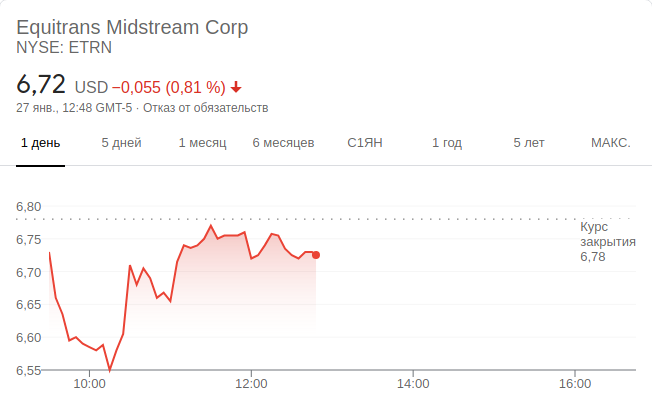 Equitrans Midstream Corp
NYSE: ETRN
6,72 USD −0,055 (0,81 %)
27 янв., 12:48 GMT-5 · Отказ от обязательств
1 день 5 дней 1 месяц 6 месяцев С1ЯН 1 год 5 лет МАКС.
6,80
Курс
закрытия
6,78
6,75
6,70
6,65
6,60
6,55
10:00 12:00 14:00 16:00